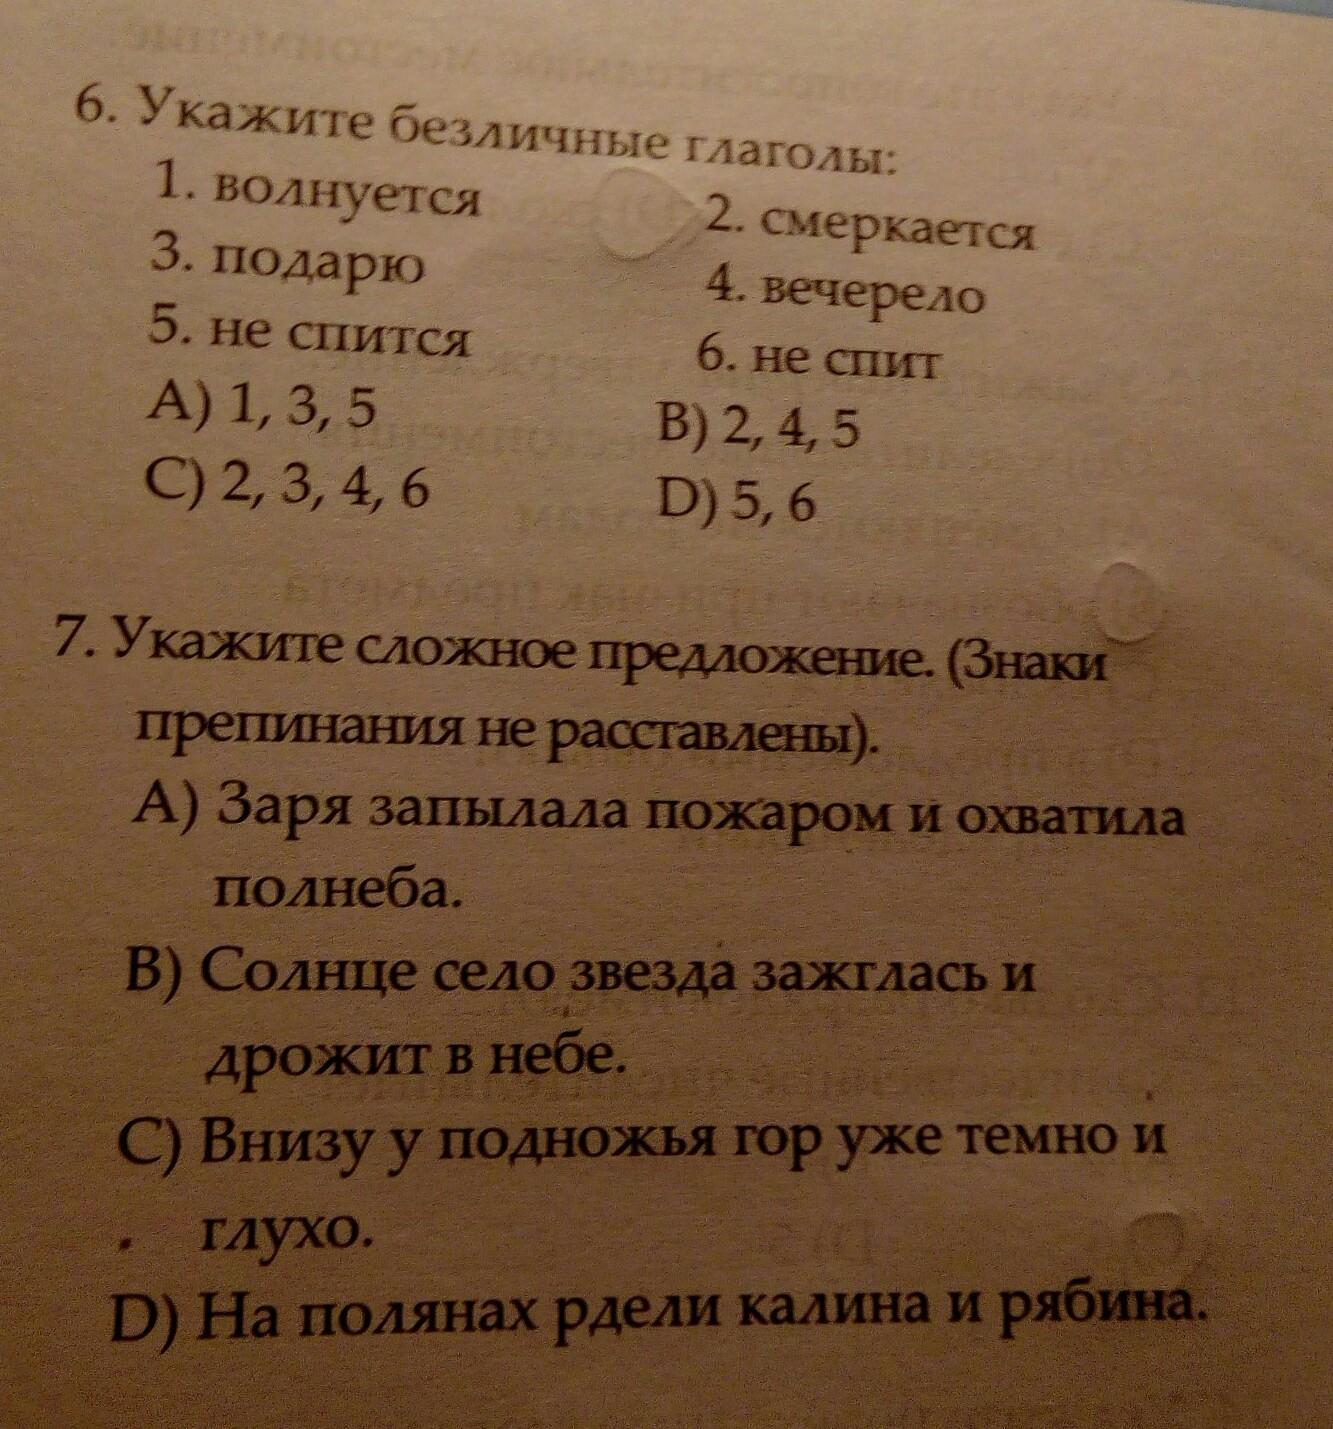 6. Укажите безличные глаголы:
1. волнуется 2. смеркается
3. подарю 4. вечерело
5. не спится 6. не спит
A) 1, 3, 5 B) 2, 4, 5
C) 2, 3, 4, 6 D) 5, 6
7. Укажите сложное предложение. (Знаки
препинания не расставлены).
A) Заря запылала пожаром и охватила
полнеба.
B) Солнце село звезда зажглась и
дрожит в небе.
C) Внизу у подножья гор уже темно и
глухо.
D) На полянах рдели калина и рябина.